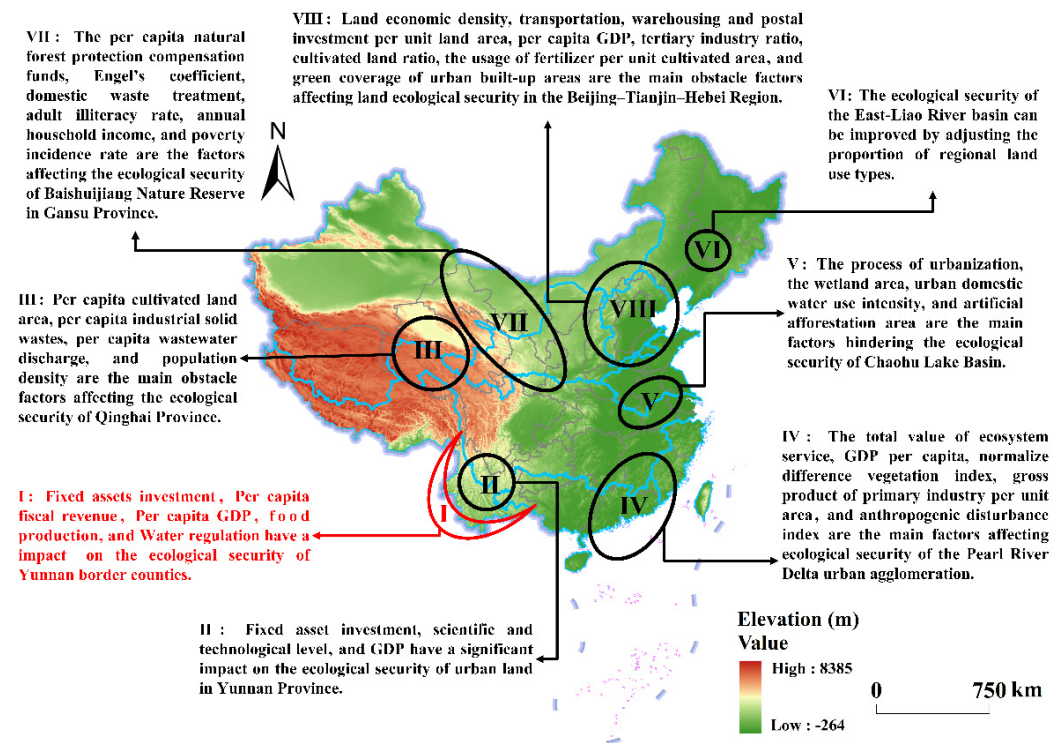 VII : The per capita natural
forest protection compensation
funds, Engel's coefficient,
domestic waste treatment,
adult illiteracy rate, annual
household income, and poverty
incidence rate are the factors
affecting the ecological security
of Baishuijiang Nature Reserve
in Gansu Province.
VIII : Land economic density, transportation, warehousing and postal
investment per unit land area, per capita GDP, tertiary industry ratio,
cultivated land ratio, the usage of fertilizer per unit cultivated area, and
green coverage of urban built-up areas are the main obstacle factors
affecting land ecological security in the Beijing–Tianjin–Hebei Region.
VI : The ecological security of
the East-Liao River basin can
be improved by adjusting the
proportion of regional land
use types.
N
III : Per capita cultivated land
area, per capita industrial solid
wastes, per capita wastewater
discharge, and population
density are the main obstacle
factors affecting the ecological
security of Qinghai Province.
V : The process of urbanization,
the wetland area, urban domestic
water use intensity, and artificial
afforestation area are the main
factors hindering the ecological
security of Chaohu Lake Basin.
VI
VIII
VII
III
V
II
IV
I
I : Fixed assets investment, Per capita
fiscal revenue, Per capita GDP, food
production, and Water regulation have a
impact on the ecological security of
Yunnan border counties.
IV : The total value of ecosystem
service, GDP per capita, normalize
difference vegetation index, gross
product of primary industry per unit
area, and anthropogenic disturbance
index are the main factors affecting
ecological security of the Pearl River
Delta urban agglomeration.
II : Fixed asset investment, scientific and
technological level, and GDP have a significant
impact on the ecological security of urban land
in Yunnan Province.
Elevation (m)
Value
High : 8385
Low : -264
0 750 km